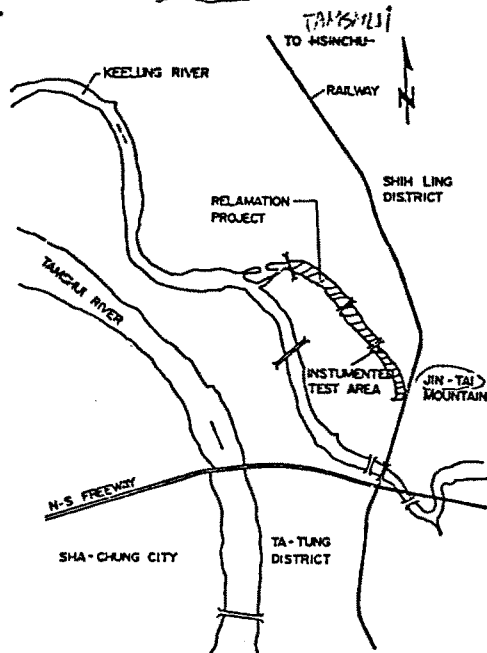 TAMSHUI
TO HSINCHU
KEELUNG RIVER
RAILWAY
N
SHIH LING
DISTRICT
RELAMATION
PROJECT
TAMSHUI RIVER
INSTUMENTED
TEST AREA
JIN-TAI
MOUNTAIN
N-S FREEWAY
SHA-CHUNG CITY
TA-TUNG
DISTRICT